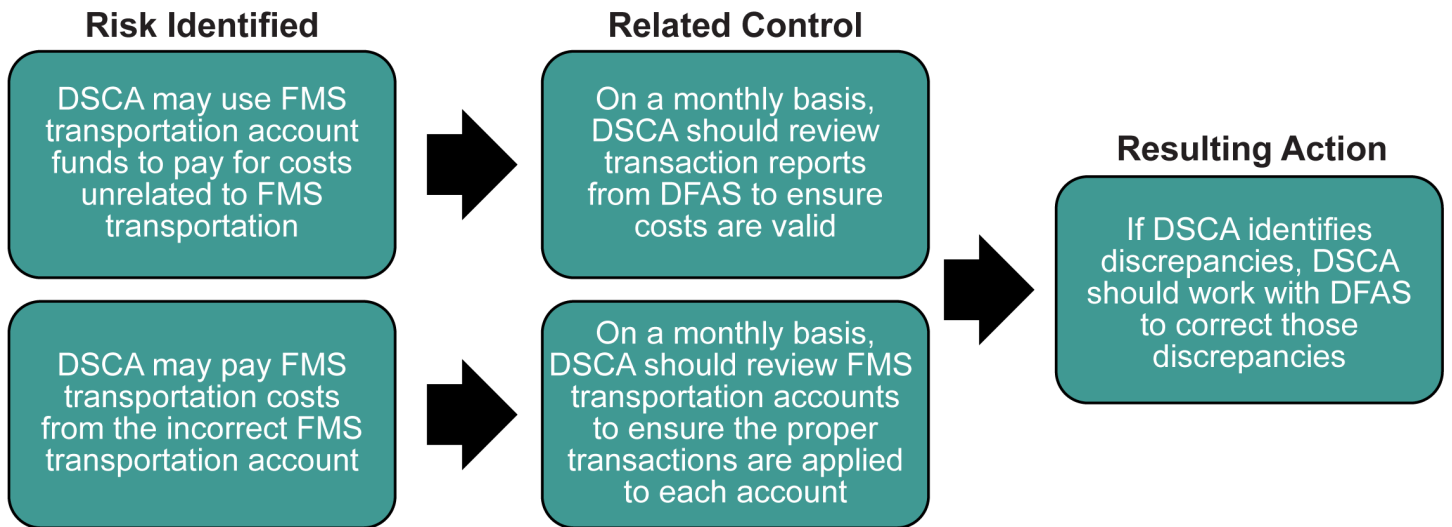 Risk Identified
DSCA may use FMS
transportation account
funds to pay for costs
unrelated to FMS
transportation
DSCA may pay FMS
transportation costs
from the incorrect FMS
transportation account
Related Control
On a monthly basis,
DSCA should review
transaction reports
from DFAS to ensure
costs are valid
On a monthly basis,
DSCA should review FMS
transportation accounts
to ensure the proper
transactions are applied
to each account
Resulting Action
If DSCA identifies
discrepancies, DSCA
should work with DFAS
to correct those
discrepancies